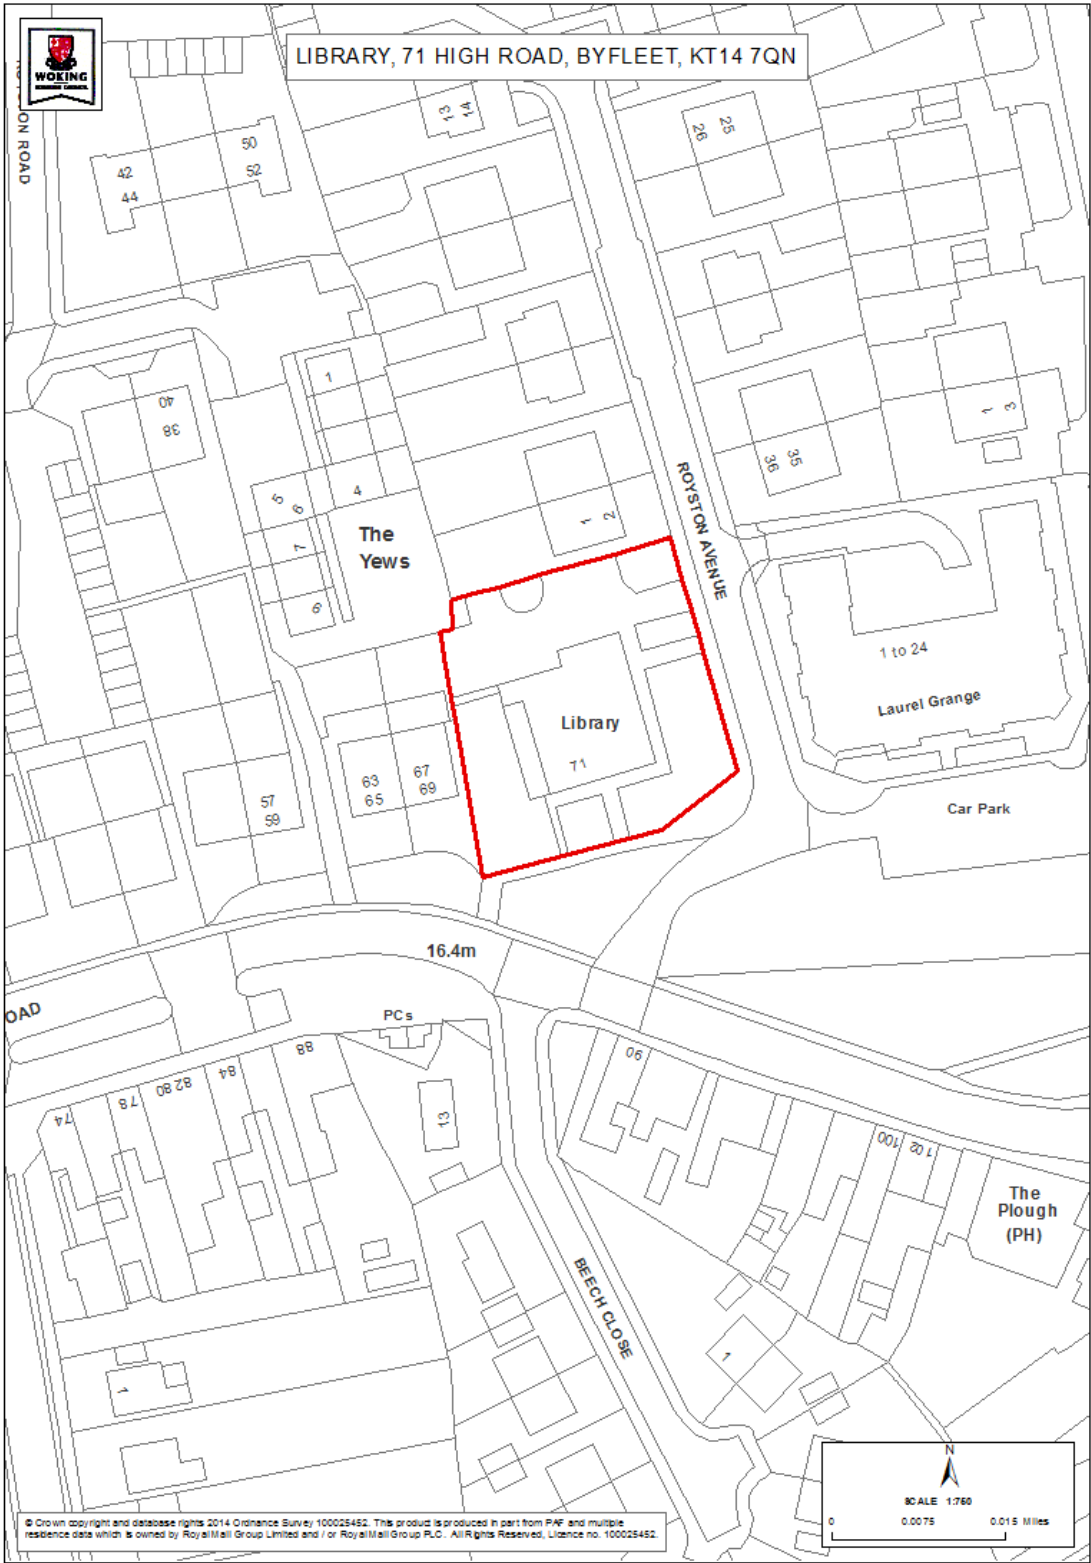 LIBRARY, 71 HIGH ROAD, BYFLEET, KT14 7QN
WOKING
BOROUGH COUNCIL
ON ROAD
13
14
25
26
50
52
42
44
1
40
38
5
6
4
7
9
The
Yews
1
2
36
35
1
3
ROYSTON AVENUE
1 to 24
Laurel Grange
Library
71
63
65
67
69
57
59
Car Park
16.4m
OAD
PCs
88
84
82
80
78
74
13
90
100
102
The
Plough
(PH)
BEECH CLOSE
1
1
N
SCALE 1:750
0
0.0075
0.015 Miles
© Crown copyright and database rights 2014 Ordnance Survey 100025452. This product is produced in part from PAF and multiple
residence data which is owned by Royal Mail Group Limited and / or Royal Mail Group PLC. All Rights Reserved, Licence no. 100025452.